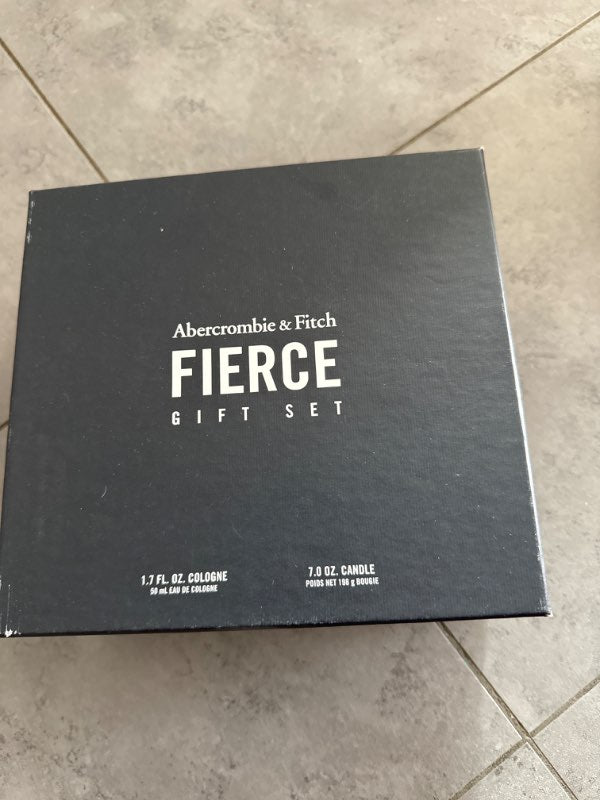 Abercrombie & Fitch
FIERCE
GIFT SET
1.7 FL. OZ. COLOGNE
50 mL EAU DE COLOGNE
7.0 OZ. CANDLE
POIDS NET 198 g BOUGIE